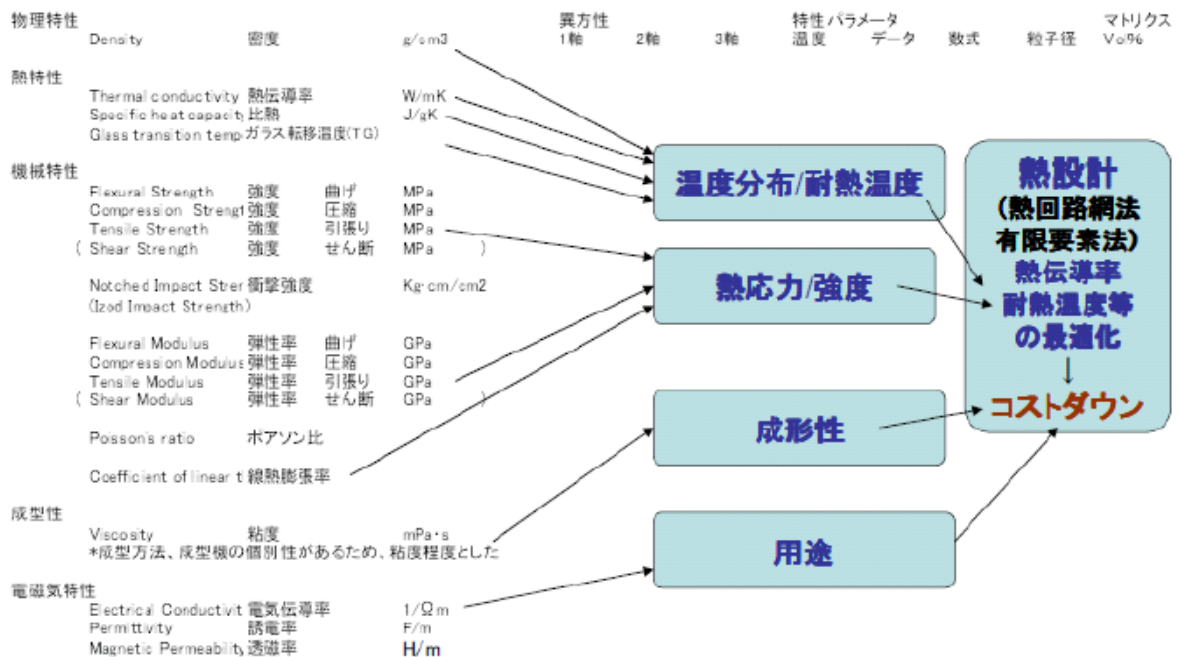 物理特性 異方性 特性パラメータ マトリクス
Density 密度 g/cm3 1軸 2軸 3軸 温度 データ 数式 粒子径 Vo%
熱特性
Thermal conductivity 熱伝導率 W/mK
Specific heat capacity 比熱 J/gK
Glass transition temp ガラス転移温度(TG)
機械特性
Flexural Strength 強度 曲げ MPa
Compression Strengt 強度 圧縮 MPa
Tensile Strength 強度 引張り MPa
( Shear Strength 強度 せん断 MPa )
Notched Impact Stren 衝撃強度 Kg·cm/cm2
(Izod Impact Strength)
Flexural Modulus 弾性率 曲げ GPa
Compression Modulus 弾性率 圧縮 GPa
Tensile Modulus 弾性率 引張り GPa
( Shear Modulus 弾性率 せん断 GPa )
Poisson's ratio ポアソン比
Coefficient of linear t 線熱膨張率
成型性
Viscosity 粘度 mPa・s
*成型方法、成型機の個別性があるため、粘度程度とした
電磁気特性
Electrical Conductivit 電気伝導率 1/Ωm
Permittivity 誘電率 F/m
Magnetic Permeability 透磁率 H/m
温度分布/耐熱温度
熱応力/強度
成形性
用途
熱設計
(熱回路網法
有限要素法)
熱伝導率
耐熱温度等
の最適化
↓
コストダウン